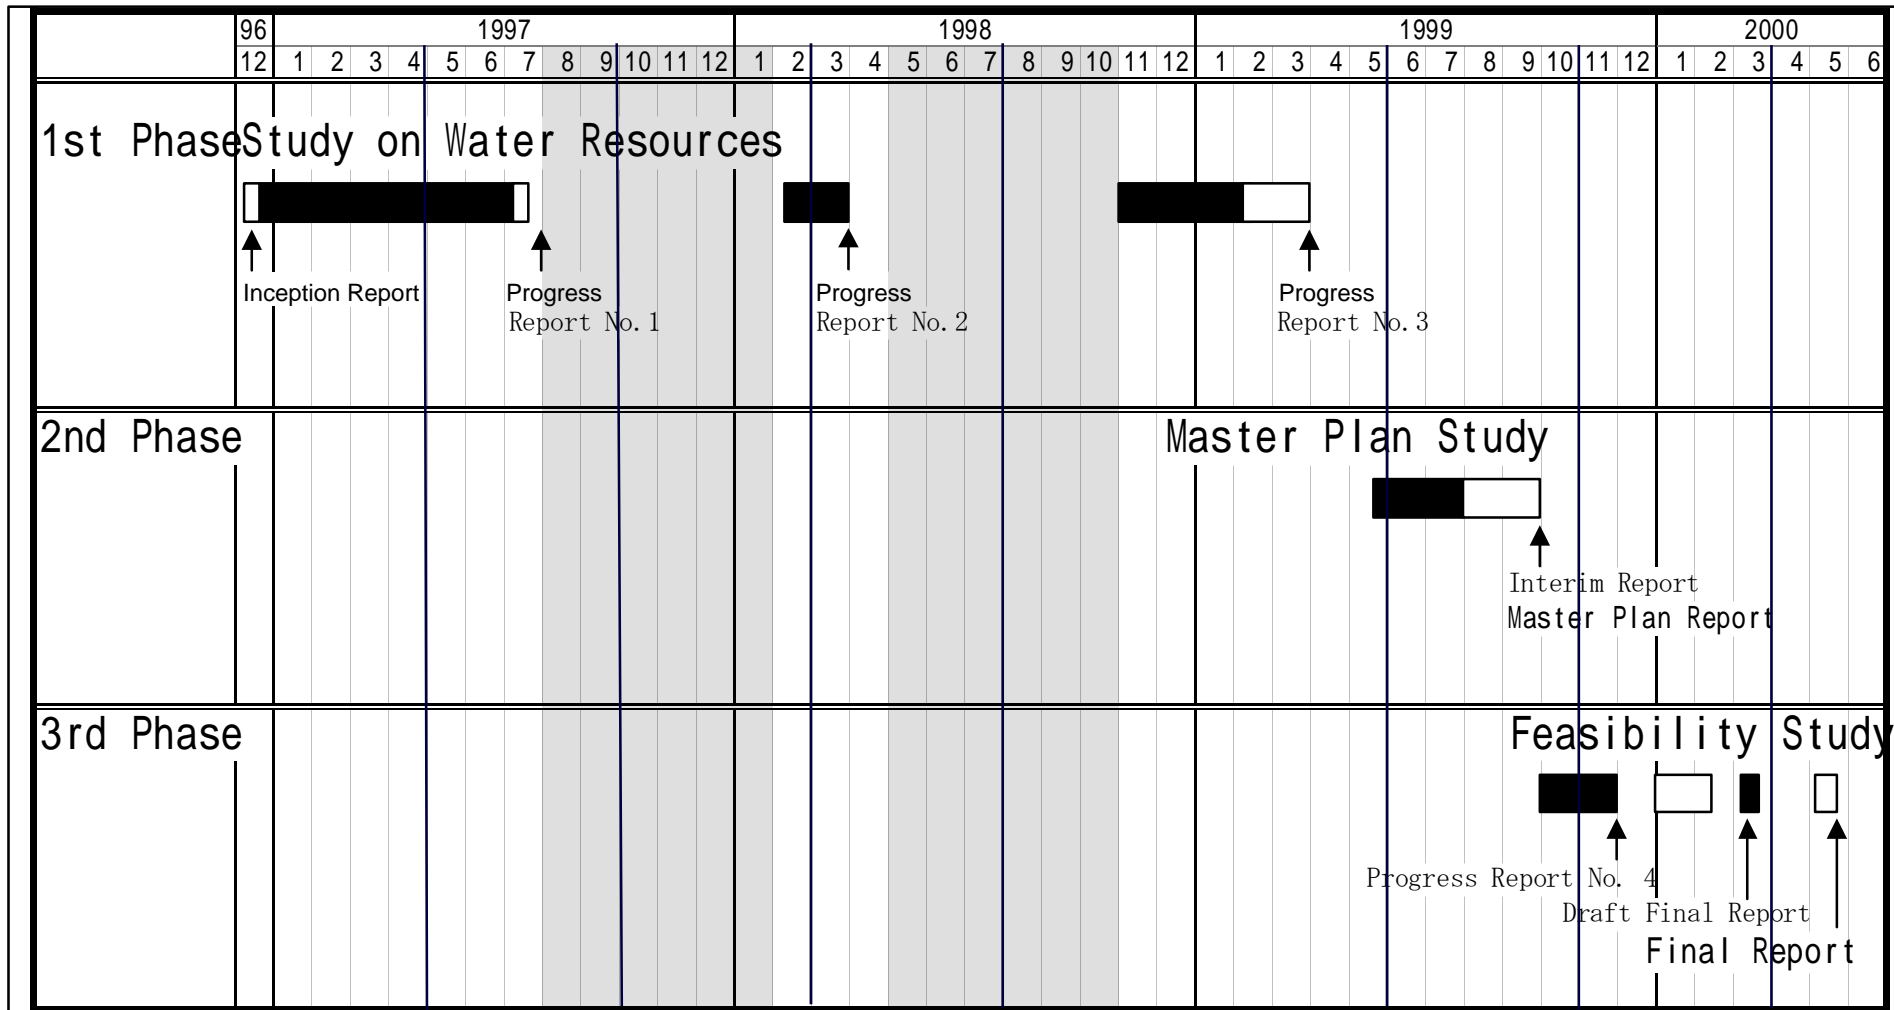 96 1997 1998 1999 2000
12 1 2 3 4 5 6 7 8 9 10 11 12 1 2 3 4 5 6 7 8 9 10 11 12 1 2 3 4 5 6 7 8 9 10 11 12 1 2 3 4 5 6
1st Phase Study on Water Resources
Inception Report
Progress
Report No.1
Progress
Report No.2
Progress
Report No.3
2nd Phase
Master Plan Study
Interim Report
Master Plan Report
3rd Phase
Feasibility Study
Progress Report No. 4
Draft Final Report
Final Report